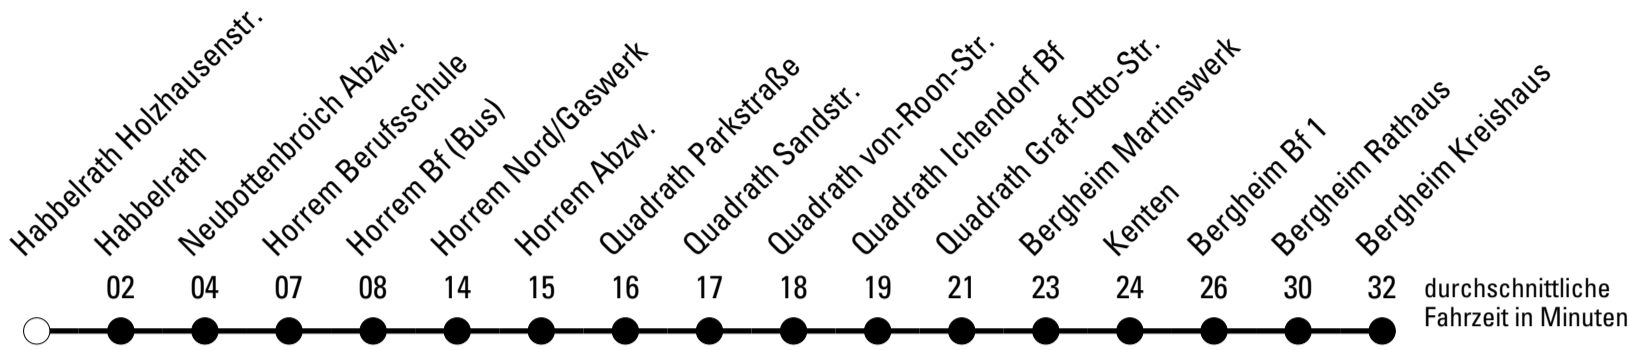 Habbelrath Holzhausenstr.
Habbelrath
Neubottenbroich Abzw.
Horrem Berufsschule
Horrem Bf (Bus)
Horrem Nord/Gaswerk
Horrem Abzw.
Quadrath Parkstraße
Quadrath Sandstr.
Quadrath von-Roon-Str.
Quadrath Ichendorf Bf
Quadrath Graf-Otto-Str.
Bergheim Martinswerk
Kenten
Bergheim Bf 1
Bergheim Rathaus
Bergheim Kreishaus
02 04 07 08 14 15 16 17 18 19 21 23 24 26 30 32
durchschnittliche
Fahrzeit in Minuten